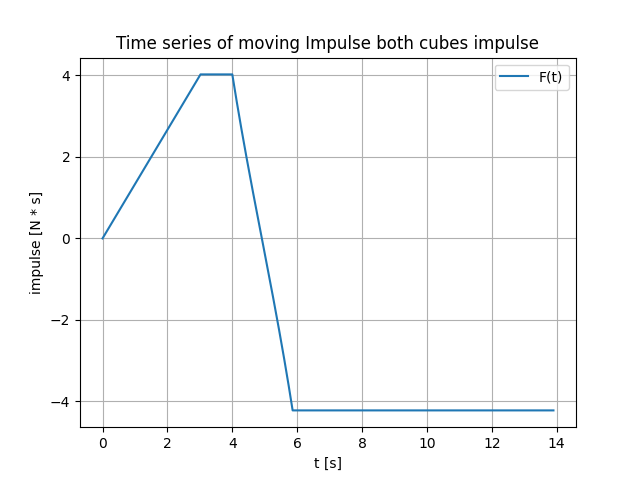 Time series of moving Impulse both cubes impulse
F(t)
4
2
0
−2
−4
impulse [N * s]
0 2 4 6 8 10 12 14
t [s]